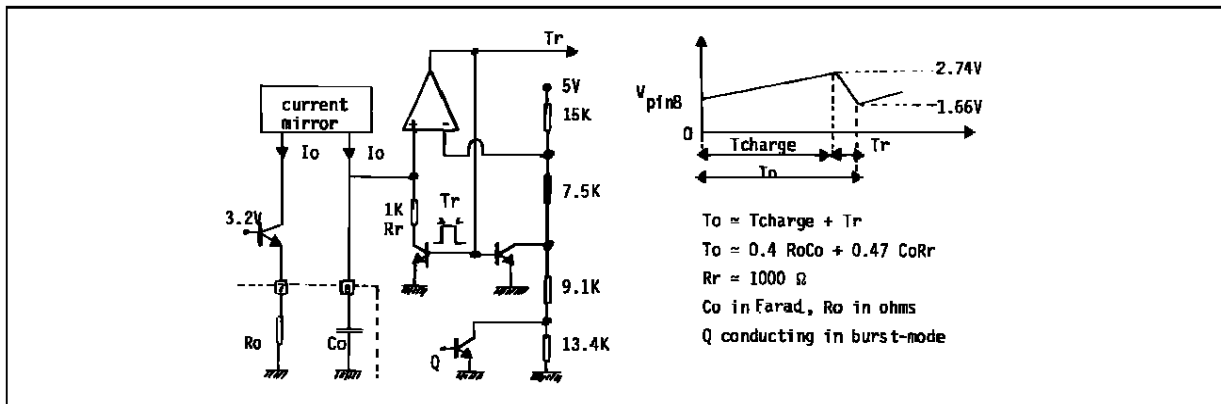 Tr
current
mirror
Io Io
5V
15K
+ -
7.5K
1K
Rr
Tr
3.2V
7 8
9.1K
Ro Co
Q
13.4K
2.74V
VpinB
1.66V
0
Tcharge Tr
To
To ≃ Tcharge + Tr
To ≃ 0.4 RoCo + 0.47 CoRr
Rr ≃ 1000 Ω
Co in Farad, Ro in ohms
Q conducting in burst-mode